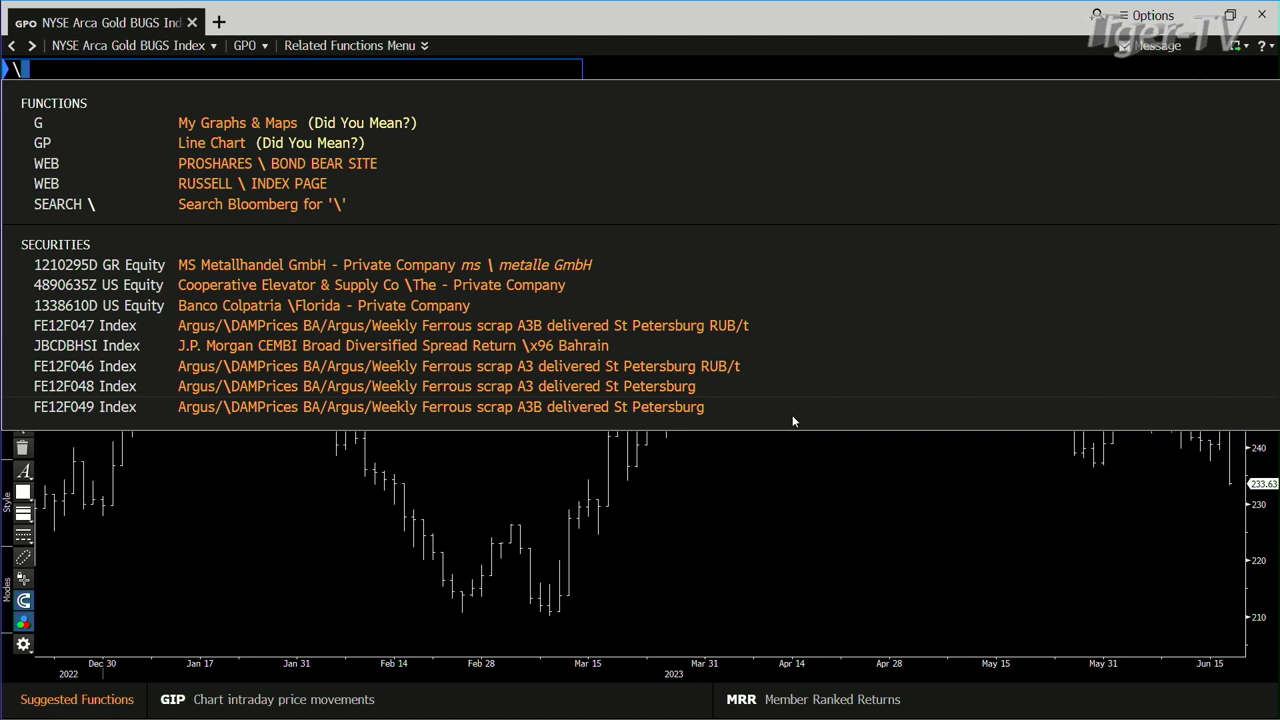 GPO NYSE Arca Gold BUGS Ind
Options
NYSE Arca Gold BUGS Index GPO Related Functions Menu
Message
Tiger-TV
\
FUNCTIONS
G My Graphs & Maps (Did You Mean?)
GP Line Chart (Did You Mean?)
WEB PROSHARES \ BOND BEAR SITE
WEB RUSSELL \ INDEX PAGE
SEARCH \ Search Bloomberg for '\'
SECURITIES
1210295D GR Equity MS Metallhandel GmbH - Private Company ms \ metalle GmbH
4890635Z US Equity Cooperative Elevator & Supply Co \The - Private Company
1338610D US Equity Banco Colpatria \Florida - Private Company
FE12F047 Index Argus/\DAMPrices BA/Argus/Weekly Ferrous scrap A3B delivered St Petersburg RUB/t
JBCDBHSI Index J.P. Morgan CEMBI Broad Diversified Spread Return \x96 Bahrain
FE12F046 Index Argus/\DAMPrices BA/Argus/Weekly Ferrous scrap A3 delivered St Petersburg RUB/t
FE12F048 Index Argus/\DAMPrices BA/Argus/Weekly Ferrous scrap A3 delivered St Petersburg
FE12F049 Index Argus/\DAMPrices BA/Argus/Weekly Ferrous scrap A3B delivered St Petersburg
240
233.63
230
220
210
Style
Modes
Dec 30 Jan 17 Jan 31 Feb 14 Feb 28 Mar 15 Mar 31 Apr 14 Apr 28 May 15 May 31 Jun 15
2022 2023
Suggested Functions GIP Chart intraday price movements MRR Member Ranked Returns